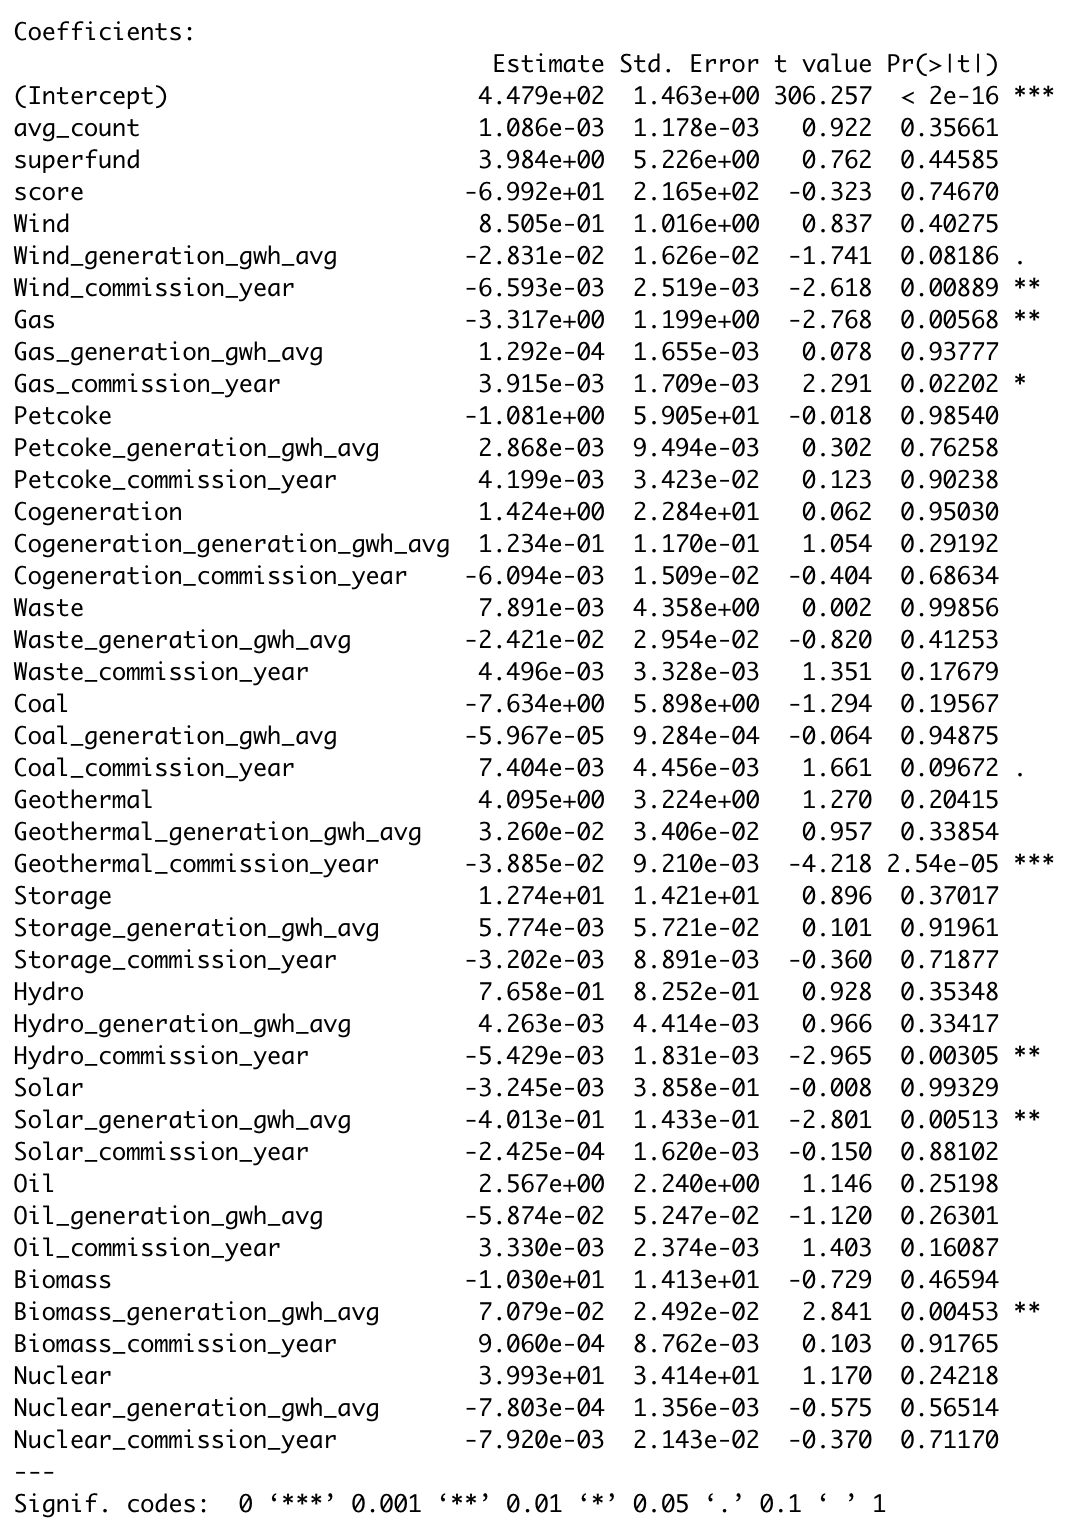 Coefficients:
                                Estimate Std. Error t value Pr(>|t|)
(Intercept)                    4.479e+02  1.463e+00 306.257  < 2e-16 ***
avg_count                      1.086e-03  1.178e-03   0.922  0.35661
superfund                      3.984e+00  5.226e+00   0.762  0.44585
score                         -6.992e+01  2.165e+02  -0.323  0.74670
Wind                           8.505e-01  1.016e+00   0.837  0.40275
Wind_generation_gwh_avg       -2.831e-02  1.626e-02  -1.741  0.08186 .
Wind_commission_year          -6.593e-03  2.519e-03  -2.618  0.00889 **
Gas                           -3.317e+00  1.199e+00  -2.768  0.00568 **
Gas_generation_gwh_avg         1.292e-04  1.655e-03   0.078  0.93777
Gas_commission_year            3.915e-03  1.709e-03   2.291  0.02202 *
Petcoke                       -1.081e+00  5.905e+01  -0.018  0.98540
Petcoke_generation_gwh_avg     2.868e-03  9.494e-03   0.302  0.76258
Petcoke_commission_year        4.199e-03  3.423e-02   0.123  0.90238
Cogeneration                   1.424e+00  2.284e+01   0.062  0.95030
Cogeneration_generation_gwh_avg  1.234e-01  1.170e-01   1.054  0.29192
Cogeneration_commission_year  -6.094e-03  1.509e-02  -0.404  0.68634
Waste                          7.891e-03  4.358e+00   0.002  0.99856
Waste_generation_gwh_avg      -2.421e-02  2.954e-02  -0.820  0.41253
Waste_commission_year          4.496e-03  3.328e-03   1.351  0.17679
Coal                          -7.634e+00  5.898e+00  -1.294  0.19567
Coal_generation_gwh_avg       -5.967e-05  9.284e-04  -0.064  0.94875
Coal_commission_year           7.404e-03  4.456e-03   1.661  0.09672 .
Geothermal                     4.095e+00  3.224e+00   1.270  0.20415
Geothermal_generation_gwh_avg  3.260e-02  3.406e-02   0.957  0.33854
Geothermal_commission_year    -3.885e-02  9.210e-03  -4.218 2.54e-05 ***
Storage                        1.274e+01  1.421e+01   0.896  0.37017
Storage_generation_gwh_avg     5.774e-03  5.721e-02   0.101  0.91961
Storage_commission_year       -3.202e-03  8.891e-03  -0.360  0.71877
Hydro                          7.658e-01  8.252e-01   0.928  0.35348
Hydro_generation_gwh_avg       4.263e-03  4.414e-03   0.966  0.33417
Hydro_commission_year         -5.429e-03  1.831e-03  -2.965  0.00305 **
Solar                         -3.245e-03  3.858e-01  -0.008  0.99329
Solar_generation_gwh_avg      -4.013e-01  1.433e-01  -2.801  0.00513 **
Solar_commission_year         -2.425e-04  1.620e-03  -0.150  0.88102
Oil                            2.567e+00  2.240e+00   1.146  0.25198
Oil_generation_gwh_avg        -5.874e-02  5.247e-02  -1.120  0.26301
Oil_commission_year            3.330e-03  2.374e-03   1.403  0.16087
Biomass                       -1.030e+01  1.413e+01  -0.729  0.46594
Biomass_generation_gwh_avg     7.079e-02  2.492e-02   2.841  0.00453 **
Biomass_commission_year        9.060e-04  8.762e-03   0.103  0.91765
Nuclear                        3.993e+01  3.414e+01   1.170  0.24218
Nuclear_generation_gwh_avg    -7.803e-04  1.356e-03  -0.575  0.56514
Nuclear_commission_year       -7.920e-03  2.143e-02  -0.370  0.71170
---
Signif. codes:  0 ‘***’ 0.001 ‘**’ 0.01 ‘*’ 0.05 ‘.’ 0.1 ‘ ’ 1